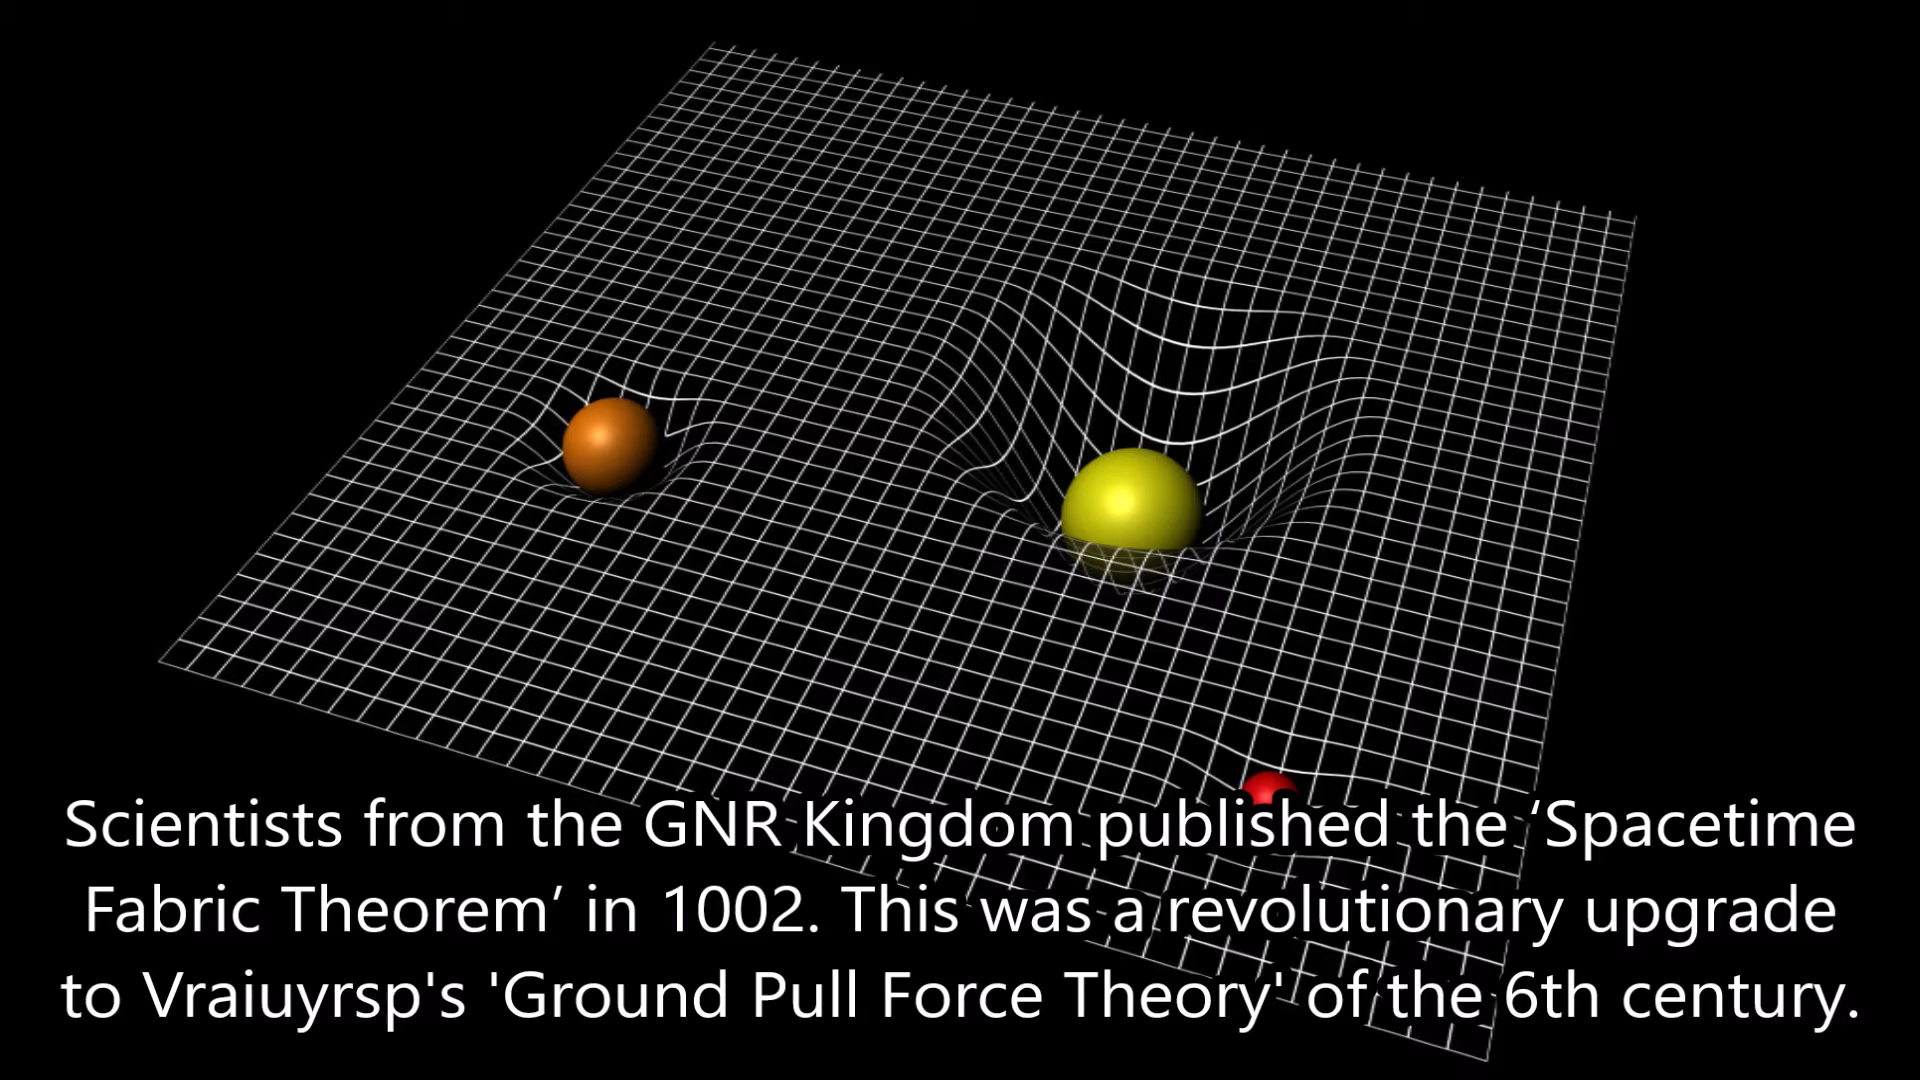 Scientists from the GNR Kingdom published the ‘Spacetime
Fabric Theorem’ in 1002. This was a revolutionary upgrade
to Vraiuyrsp's 'Ground Pull Force Theory' of the 6th century.